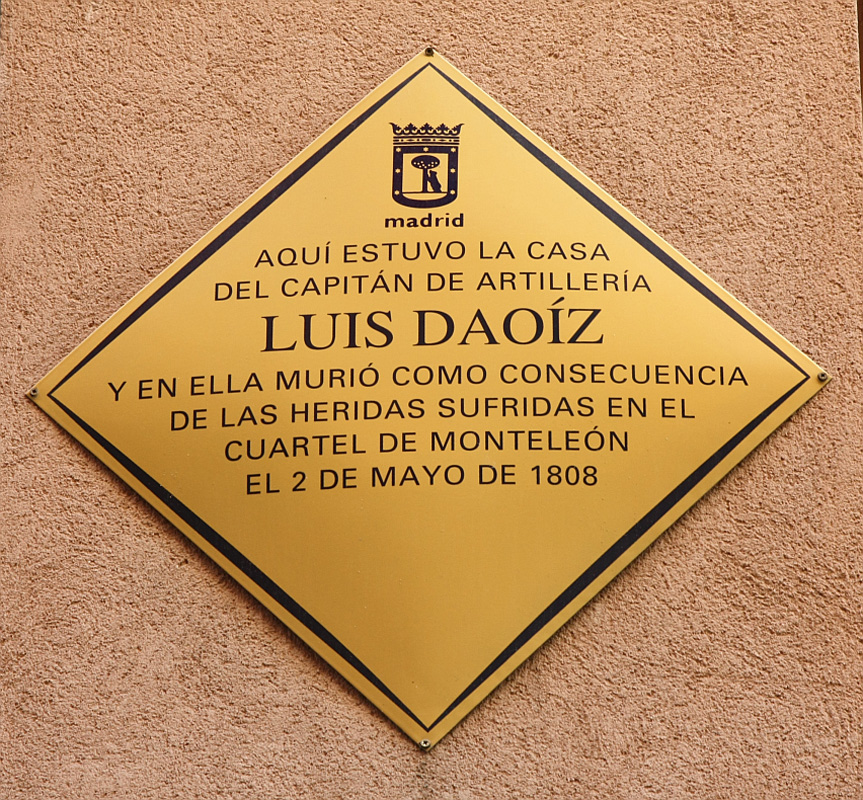 madrid
AQUÍ ESTUVO LA CASA
DEL CAPITÁN DE ARTILLERÍA
LUIS DAOÍZ
Y EN ELLA MURIÓ COMO CONSECUENCIA
DE LAS HERIDAS SUFRIDAS EN EL
CUARTEL DE MONTELEÓN
EL 2 DE MAYO DE 1808